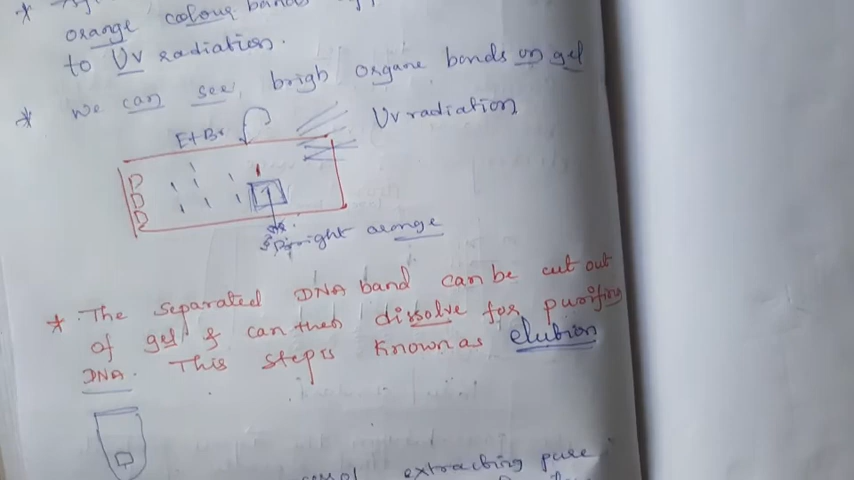 orange colour bands
to UV radiation.
* We can see, brigh organe bonds on gel
EtBr
UV radiation
Bright orange
* The separated DNA band can be cut out
of gel & can then dissolve for purifing
DNA. This steps known as elution
extracting pure